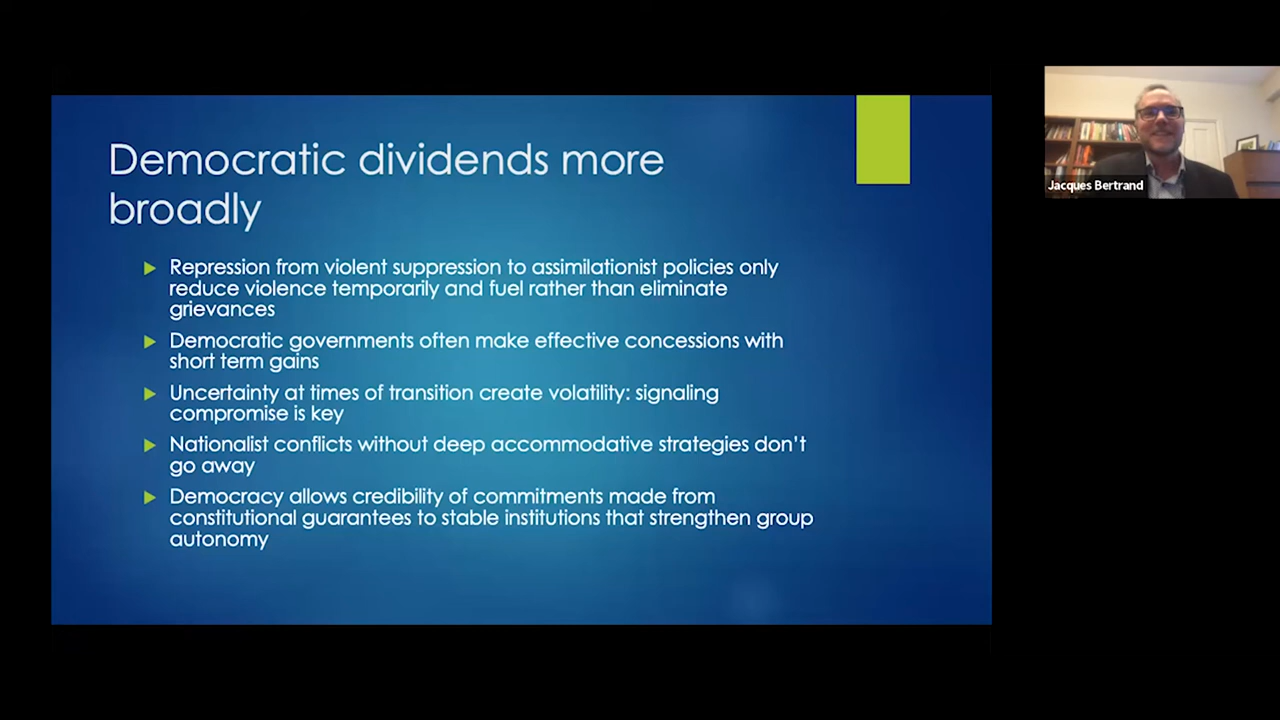 Democratic dividends more
broadly
Repression from violent suppression to assimilationist policies only
reduce violence temporarily and fuel rather than eliminate
grievances
Democratic governments often make effective concessions with
short term gains
Uncertainty at times of transition create volatility: signaling
compromise is key
Nationalist conflicts without deep accommodative strategies don't
go away
Democracy allows credibility of commitments made from
constitutional guarantees to stable institutions that strengthen group
autonomy
Jacques Bertrand